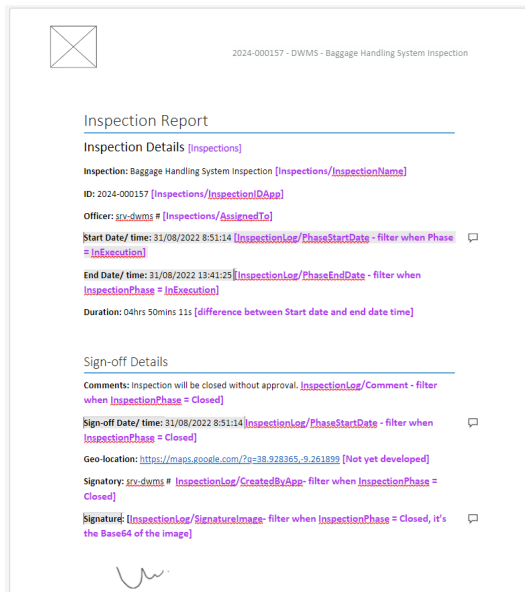 2024-000157 - DWMS - Baggage Handling System Inspection
Inspection Report
Inspection Details [Inspections]
Inspection: Baggage Handling System Inspection [Inspections/InspectionName]
ID: 2024-000157 [Inspections/InspectionIDApp]
Officer: srv-dwms # [Inspections/AssignedTo]
Start Date/ time: 31/08/2022 8:51:14 [InspectionLog/PhaseStartDate - filter when Phase
= InExecution]
End Date/ time: 31/08/2022 13:41:25 [InspectionLog/PhaseEndDate - filter when
InspectionPhase = InExecution]
Duration: 04hrs 50mins 11s [difference between Start date and end date time]
Sign-off Details
Comments: Inspection will be closed without approval. InspectionLog/Comment - filter
when InspectionPhase = Closed]
Sign-off Date/ time: 31/08/2022 8:51:14 InspectionLog/PhaseStartDate - filter when
InspectionPhase = Closed]
Geo-location: https://maps.google.com/?q=38.928365,-9.261899 [Not yet developed]
Signatory: srv-dwms # InspectionLog/CreatedByApp- filter when InspectionPhase =
Closed]
Signature: [InspectionLog/SignatureImage- filter when InspectionPhase = Closed, it's
the Base64 of the image]